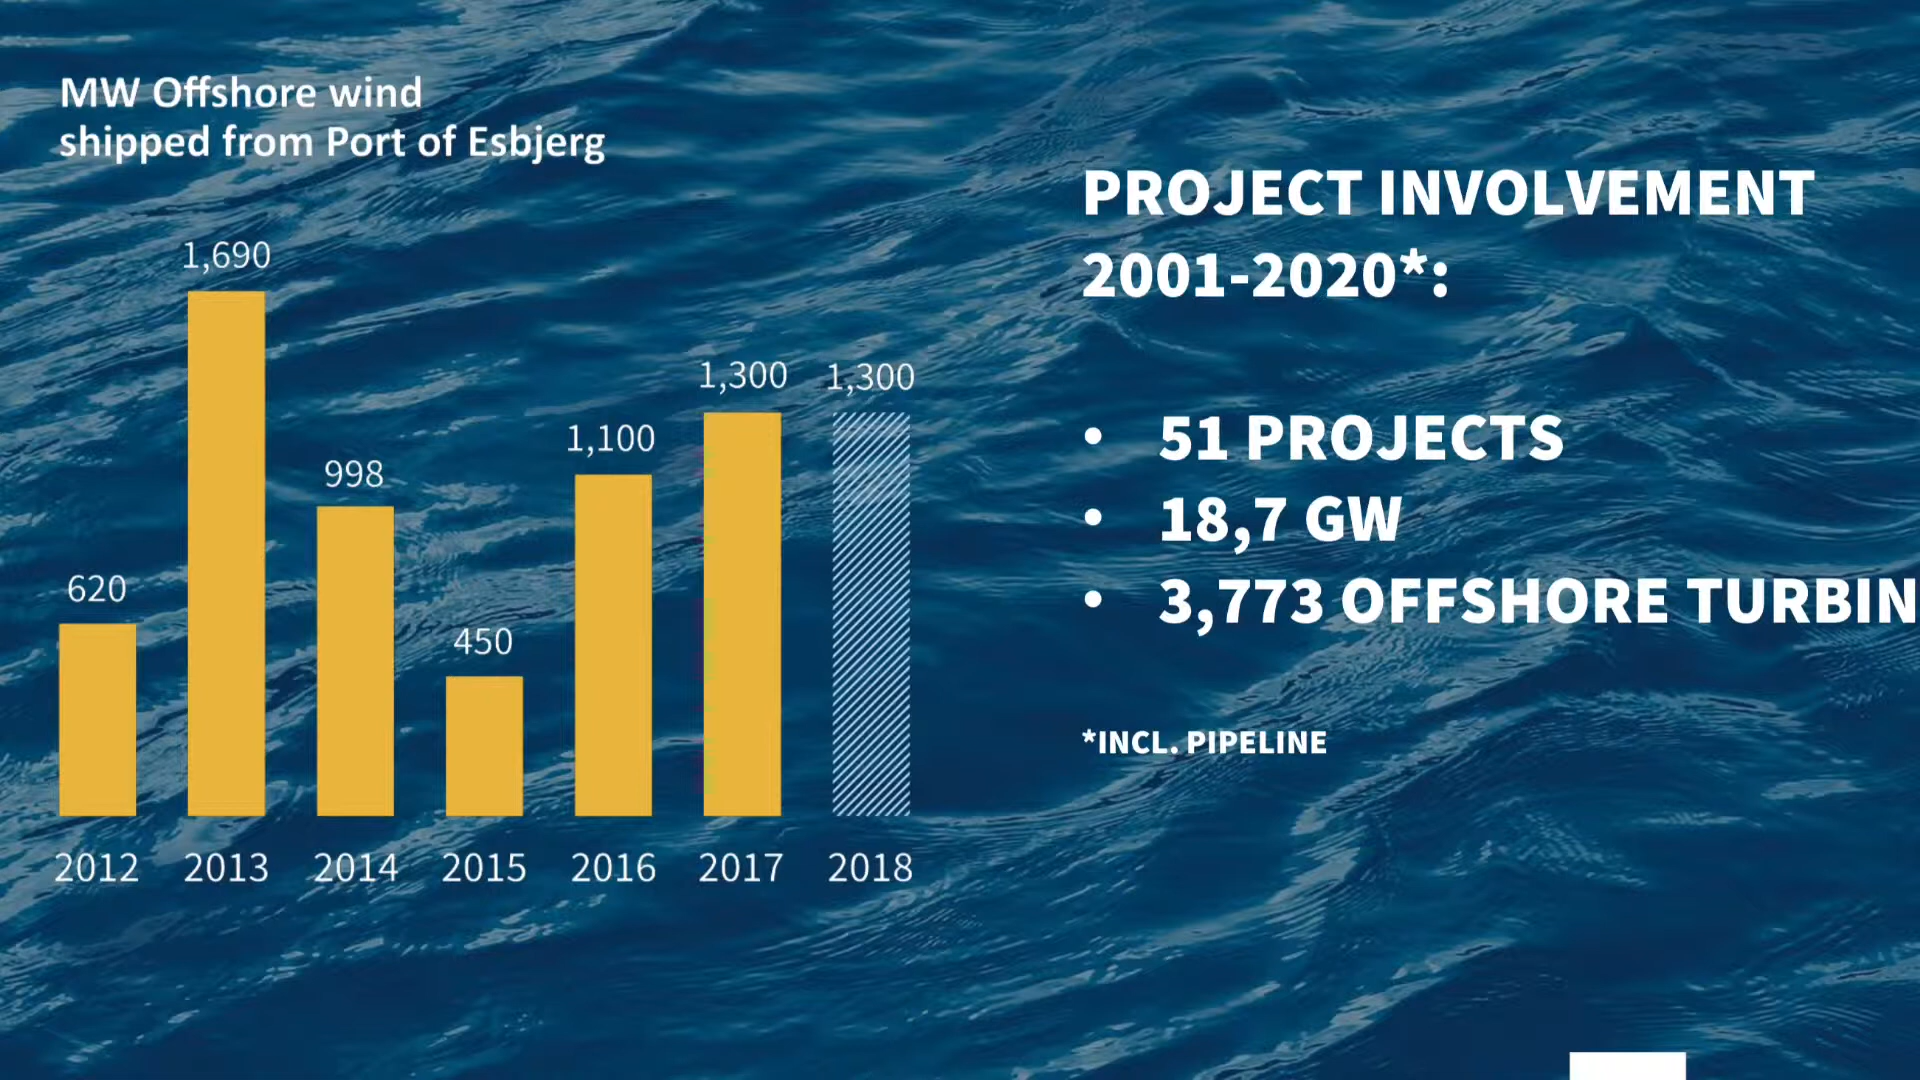 MW Offshore wind
shipped from Port of Esbjerg
1,690
1,300 1,300
1,100
998
620
450
2012 2013 2014 2015 2016 2017 2018
PROJECT INVOLVEMENT
2001-2020*:
• 51 PROJECTS
• 18,7 GW
• 3,773 OFFSHORE TURBIN
*INCL. PIPELINE